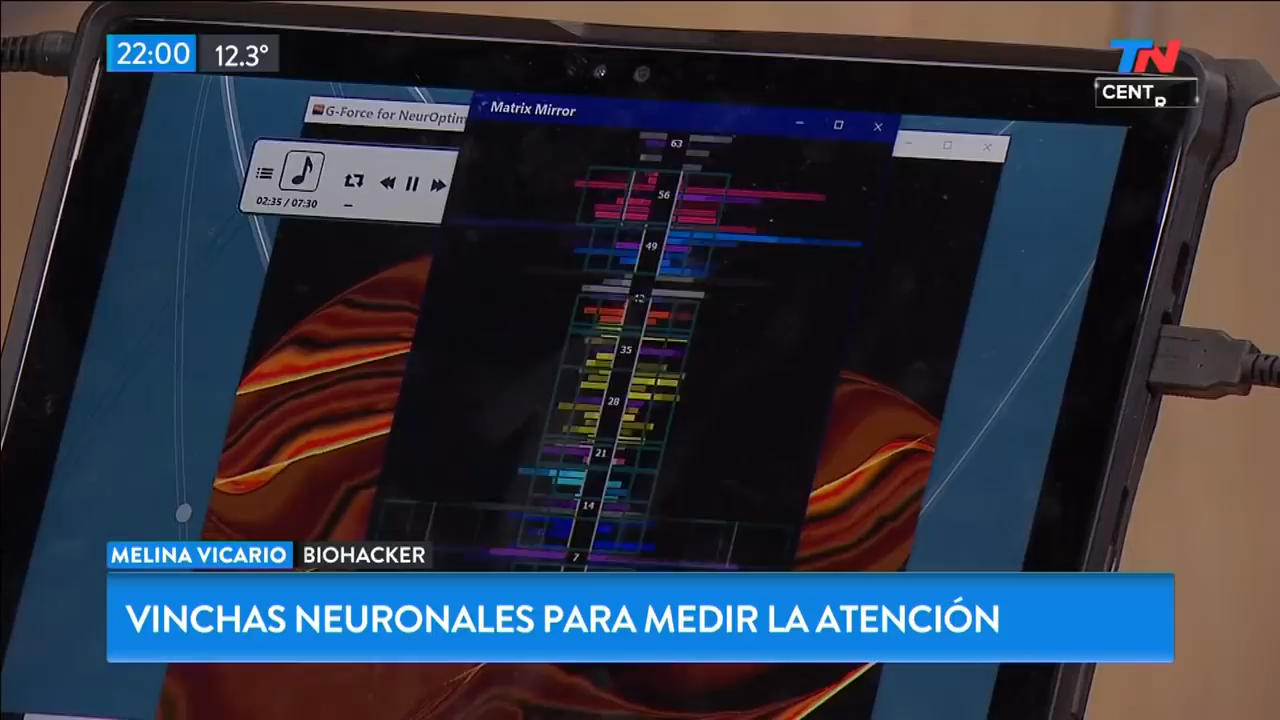 22:00 12.3°
TN
CENT R
G-Force for NeurOptim
Matrix Mirror
02:35 / 07:30
63
56
49
42
35
28
21
14
7
MELINA VICARIO BIOHACKER
VINCHAS NEURONALES PARA MEDIR LA ATENCIÓN